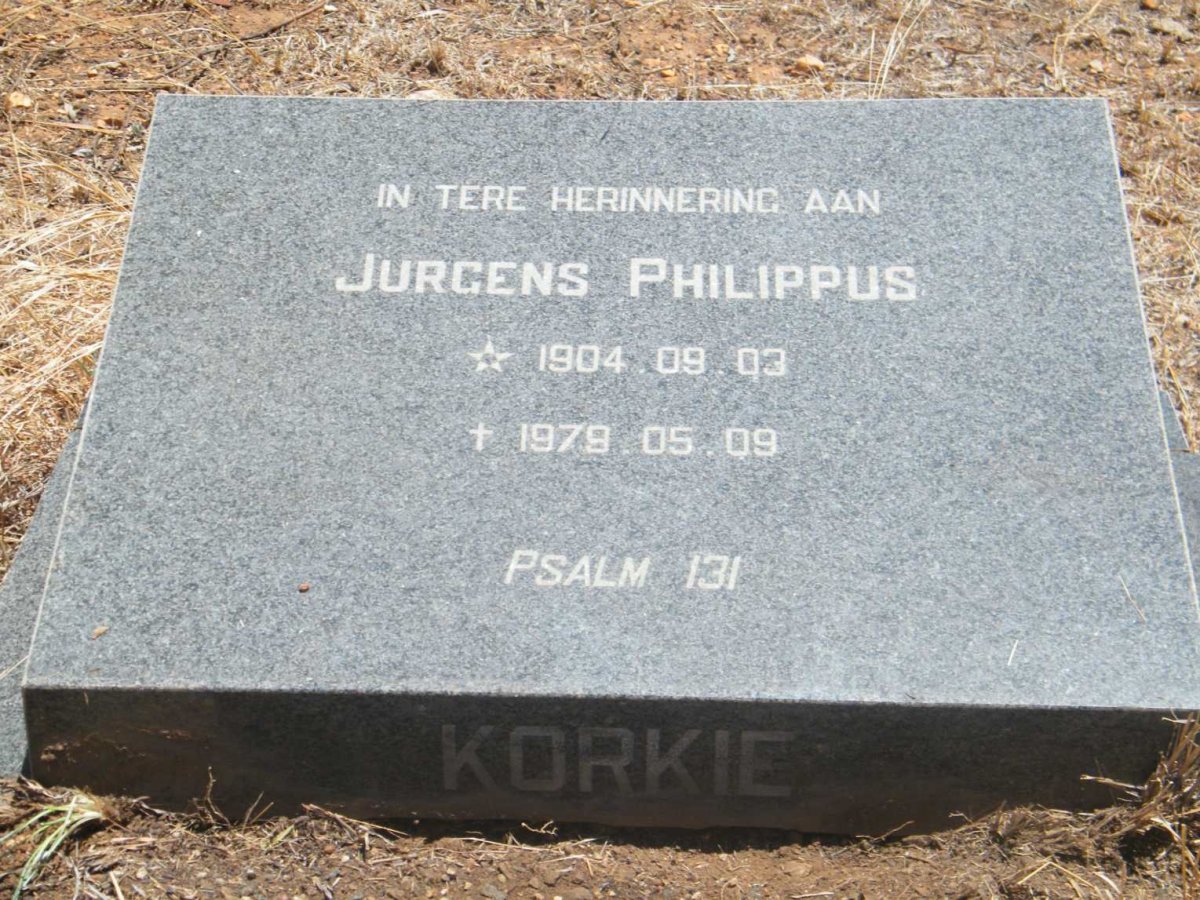 IN TERE HERINNERING AAN
JURGENS PHILIPPUS
☆ 1904.09.03
✝ 1979.05.09
PSALM 131
KORKIE